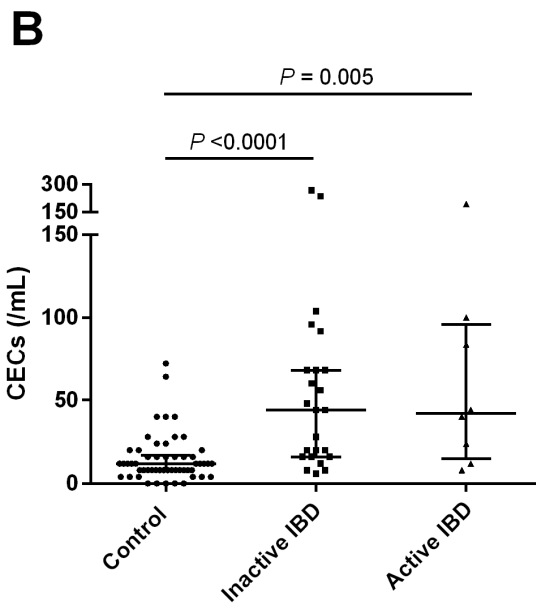 B
P = 0.005
P <0.0001
300
150
150
100
50
0
CECs (/mL)
Control
Inactive IBD
Active IBD